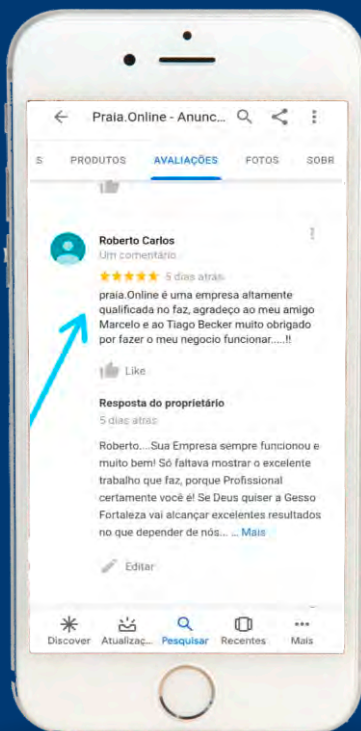 Praia.Online - Anunc...
S PRODUTOS AVALIAÇÕES FOTOS SOBR
Roberto Carlos
Um comentário
5 dias atrás
praia.Online é uma empresa altamente
qualificada no faz, agradeço ao meu amigo
Marcelo e ao Tiago Becker muito obrigado
por fazer o meu negocio funcionar.....!!
Like
Resposta do proprietário
5 dias atrás
Roberto....Sua Empresa sempre funcionou e
muito bem! Só faltava mostrar o excelente
trabalho que faz, porque Profissional
certamente você é! Se Deus quiser a Gesso
Fortaleza vai alcançar excelentes resultados
no que depender de nós... ... Mais
Editar
Discover Atualizaç... Pesquisar Recentes Mais